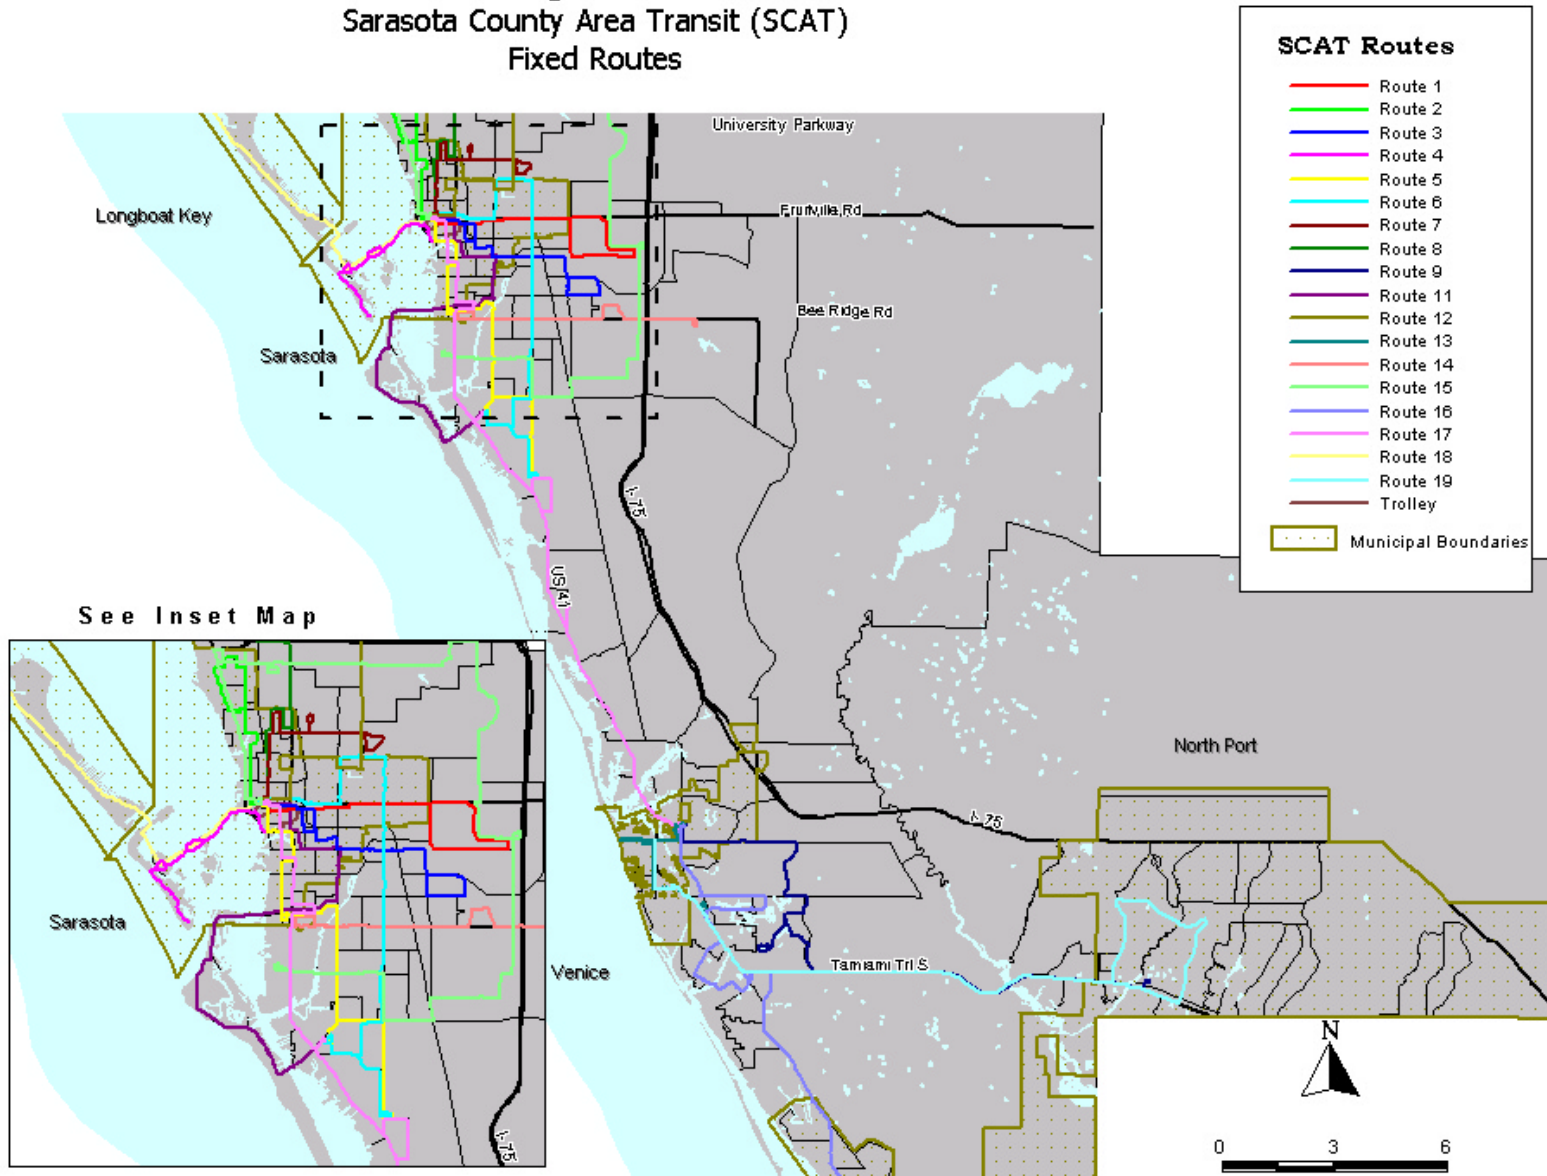 Sarasota County Area Transit (SCAT)
Fixed Routes
SCAT Routes
Route 1
Route 2
Route 3
Route 4
Route 5
Route 6
Route 7
Route 8
Route 9
Route 11
Route 12
Route 13
Route 14
Route 15
Route 16
Route 17
Route 18
Route 19
Trolley
Municipal Boundaries
University Parkway
Longboat Key
Fruitville Rd
Bee Ridge Rd
Sarasota
I-75
US 41
See Inset Map
North Port
I-75
Sarasota
Venice
Tamiami Trl S
I-75
N
0 3 6